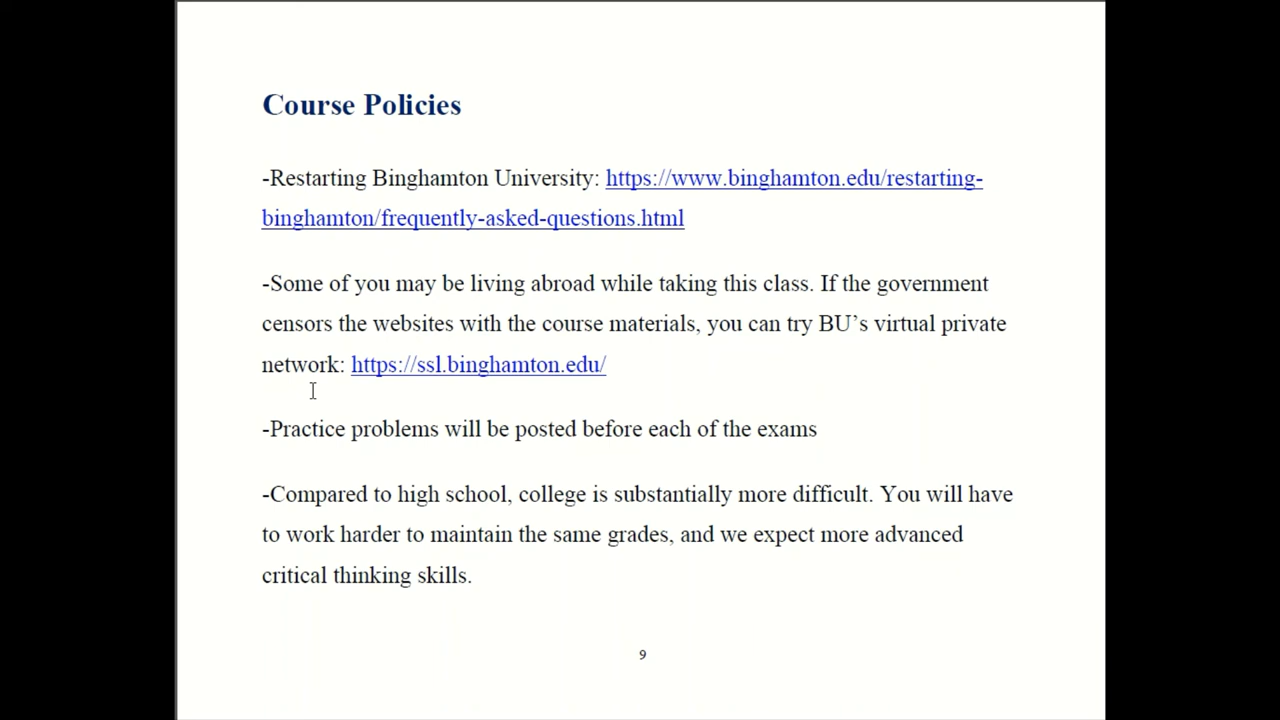 Course Policies
-Restarting Binghamton University: https://www.binghamton.edu/restarting-
binghamton/frequently-asked-questions.html
-Some of you may be living abroad while taking this class. If the government
censors the websites with the course materials, you can try BU’s virtual private
network: https://ssl.binghamton.edu/
-Practice problems will be posted before each of the exams
-Compared to high school, college is substantially more difficult. You will have
to work harder to maintain the same grades, and we expect more advanced
critical thinking skills.
9